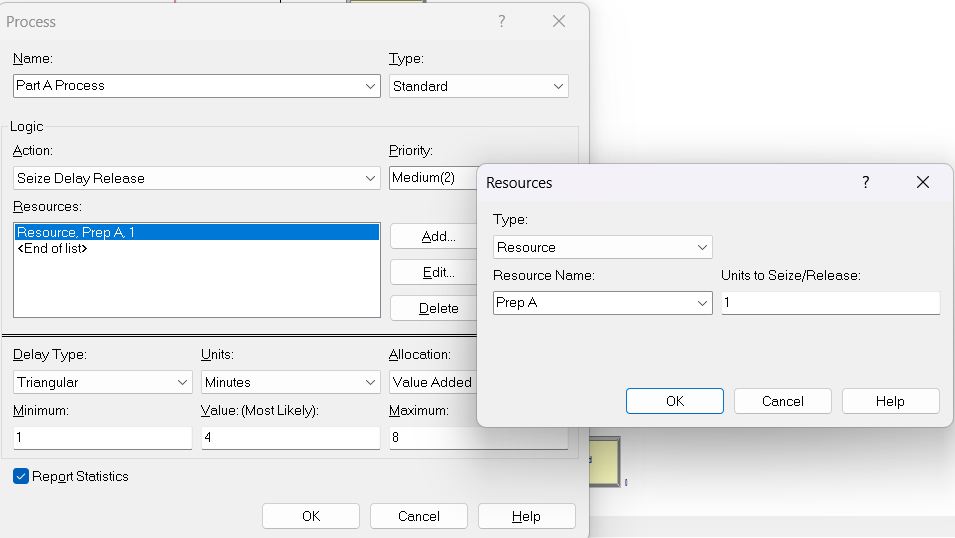 Process
?
Name:
Type:
Part A Process
Standard
Logic
Action:
Priority:
Seize Delay Release
Medium(2)
Resources:
Resource, Prep A, 1
<End of list>
Add...
Edit...
Delete
Delay Type:
Units:
Allocation:
Triangular
Minutes
Value Added
Minimum:
Value: (Most Likely):
Maximum:
1
4
8
Report Statistics
OK
Cancel
Help
Resources
?
Type:
Resource
Resource Name:
Units to Seize/Release:
Prep A
1
OK
Cancel
Help